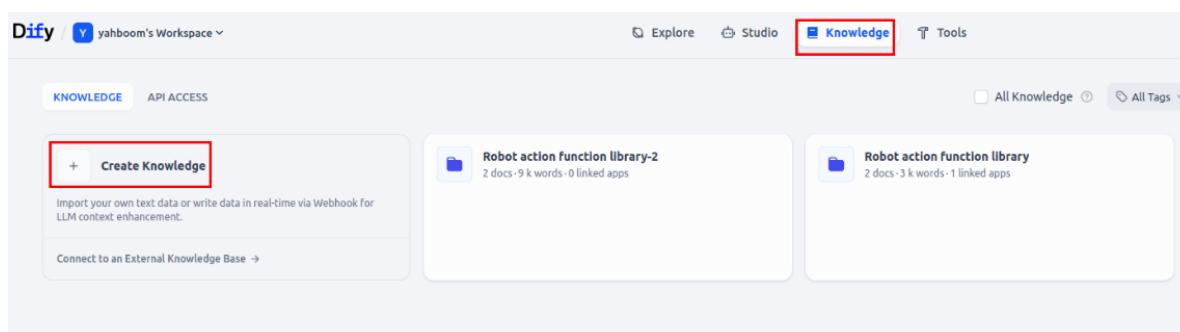 Dify / Y yahboom's Workspace
Explore Studio Knowledge Tools
KNOWLEDGE API ACCESS
All Knowledge All Tags
+ Create Knowledge
Import your own text data or write data in real-time via Webhook for
LLM context enhancement.
Connect to an External Knowledge Base →
Robot action function library-2
2 docs·9 k words·0 linked apps
Robot action function library
2 docs·3 k words·1 linked apps